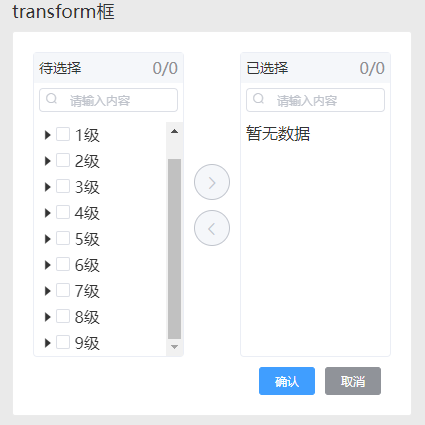 transform框
待选择 0/0
请输入内容
1级
2级
3级
4级
5级
6级
7级
8级
9级
已选择 0/0
请输入内容
暂无数据
确认 取消